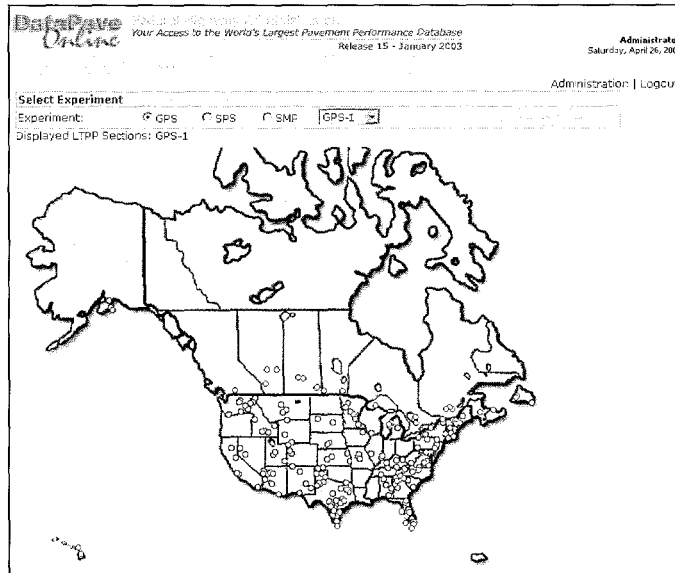 DataPave
Online
Your Access to the World's Largest Pavement Performance Database
Release 15 - January 2003
Administrato
Saturday, April 26, 200
Administration | Logout
Select Experiment
Experiment: GPS SPS SMP GPS-1
Displayed LTPP Sections: GPS-1